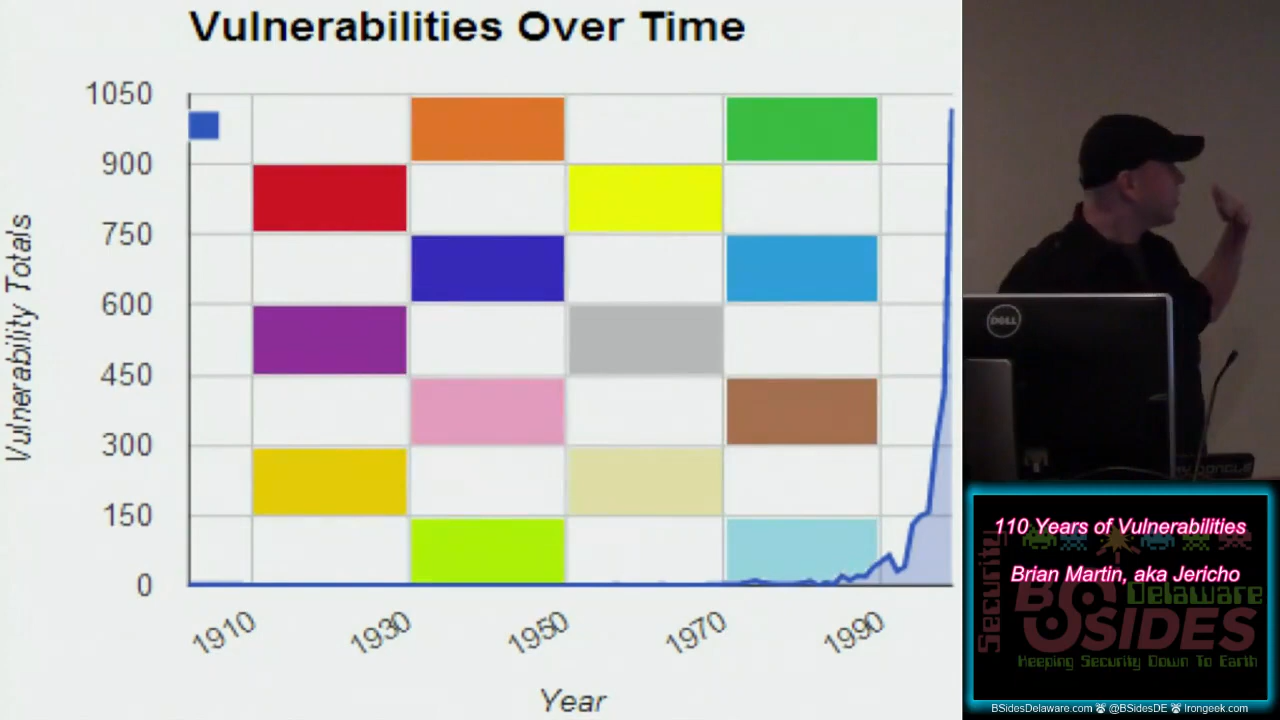 Vulnerabilities Over Time
Vulnerability Totals
1050
900
750
600
450
300
150
0
1910
1930
1950
1970
1990
Year
DELL
110 Years of Vulnerabilities
Brian Martin, aka Jericho
Security
BSIDES
Delaware
Keeping Security Down To Earth
BSidesDelaware.com @BSidesDE Irongeek.com